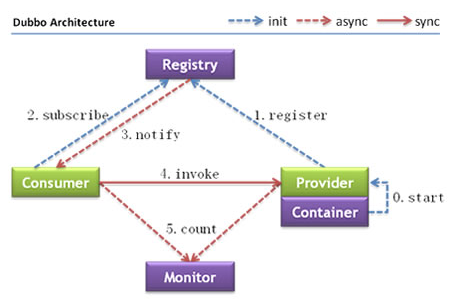 Dubbo Architecture
init
async
sync
Registry
2. subscribe
1. register
3. notify
Consumer
4. invoke
Provider
Container
0. start
5. count
Monitor